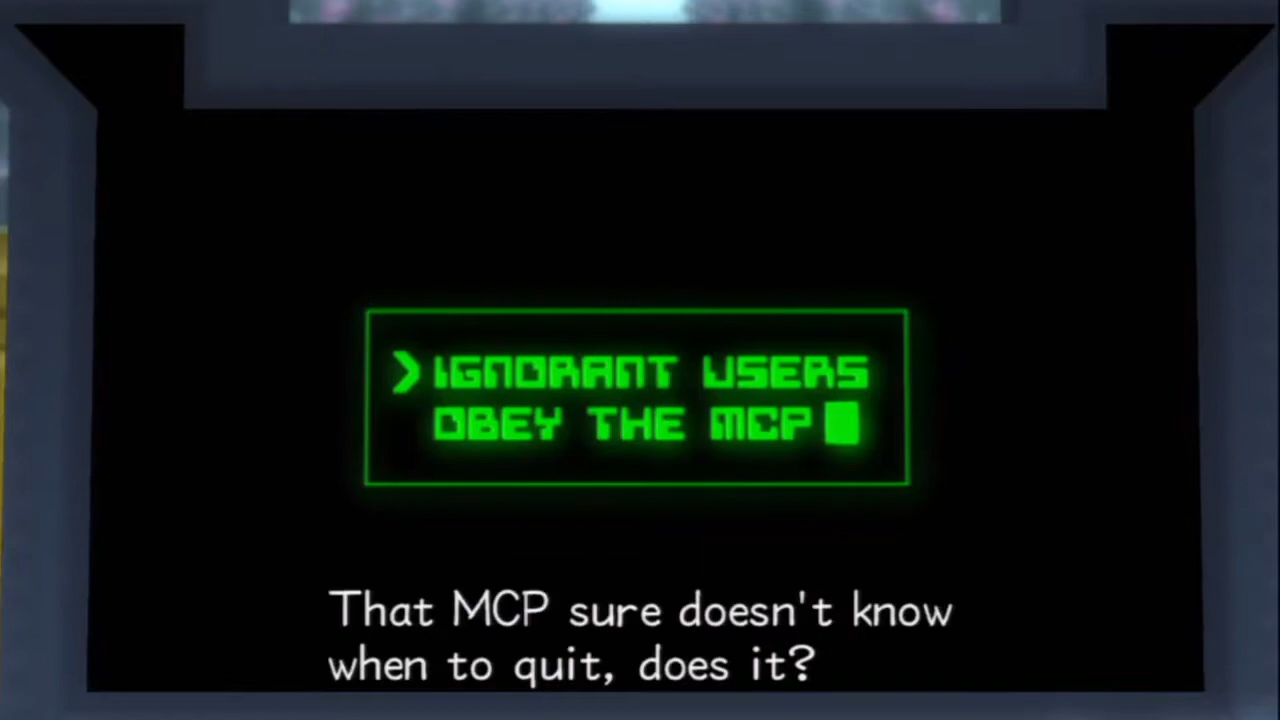 > IGNORANT USERS
OBEY THE MCP
That MCP sure doesn't know
when to quit, does it?